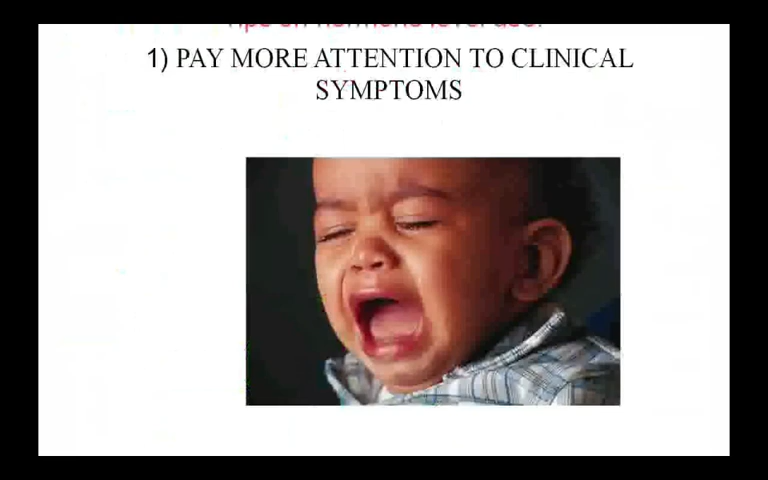 1) PAY MORE ATTENTION TO CLINICAL
SYMPTOMS